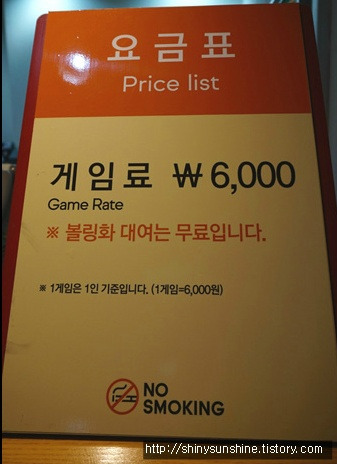 요금표
Price list
게임료 ₩ 6,000
Game Rate
※ 볼링화 대여는 무료입니다.
※ 1게임은 1인 기준입니다. (1게임=6,000원)
NO
SMOKING
http://shinysunshine.tistory.com